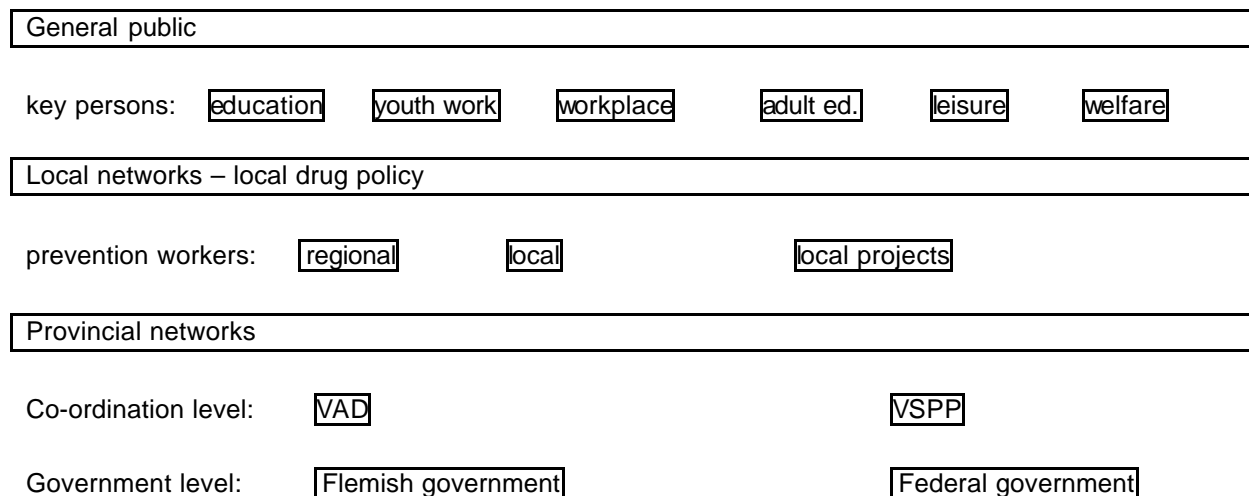 General public
key persons: education youth work workplace adult ed. leisure welfare
Local networks – local drug policy
prevention workers: regional local local projects
Provincial networks
Co-ordination level: VAD VSPP
Government level: Flemish government Federal government